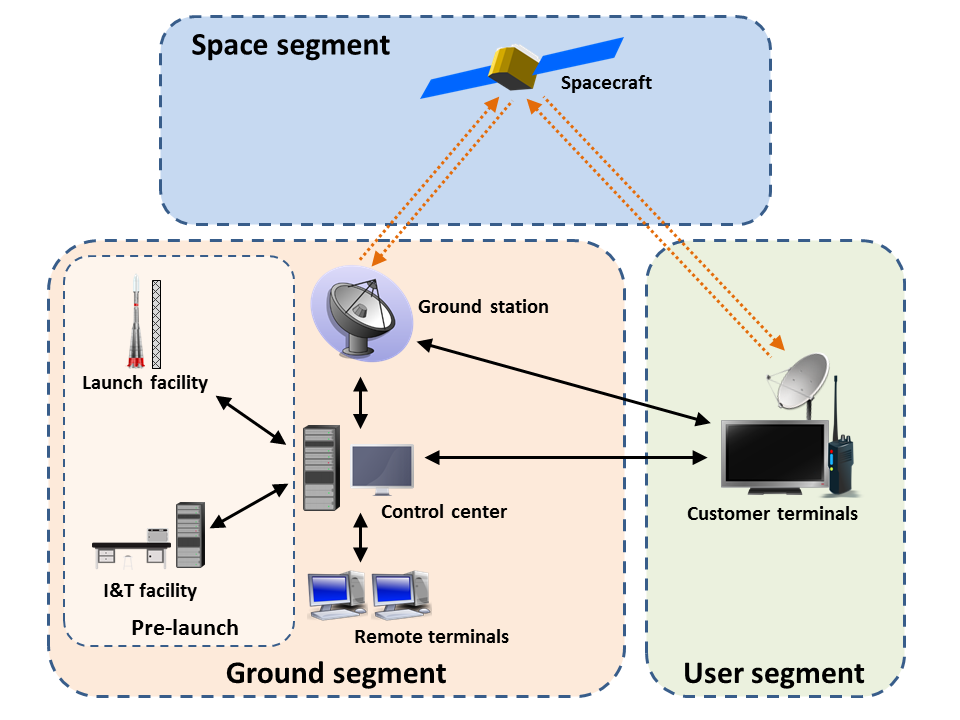 Space segment
Spacecraft
Ground station
Launch facility
Control center
Customer terminals
I&T facility
Pre-launch
Remote terminals
Ground segment
User segment